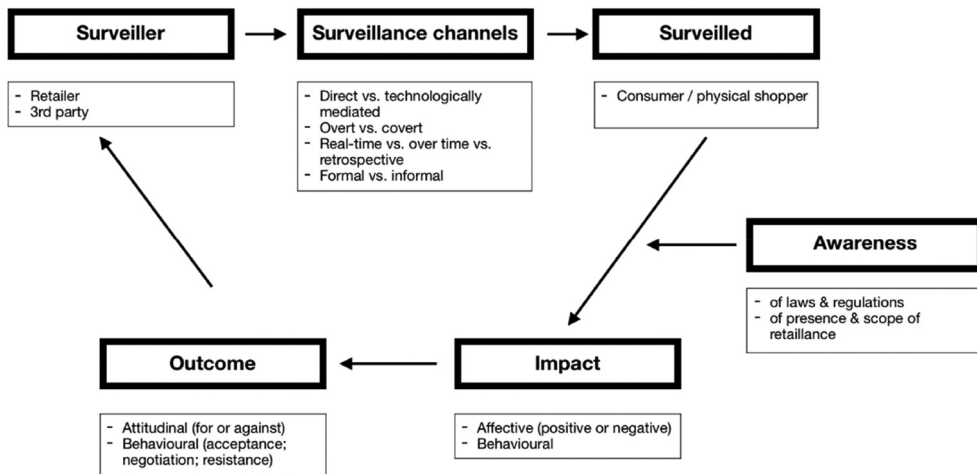 Surveiller
Surveillance channels
Surveilled
- Retailer
- 3rd party
- Direct vs. technologically
mediated
- Overt vs. covert
- Real-time vs. over time vs.
retrospective
- Formal vs. informal
- Consumer / physical shopper
Awareness
- of laws & regulations
- of presence & scope of
retaillance
Outcome
Impact
- Attitudinal (for or against)
- Behavioural (acceptance;
negotiation; resistance)
- Affective (positive or negative)
- Behavioural